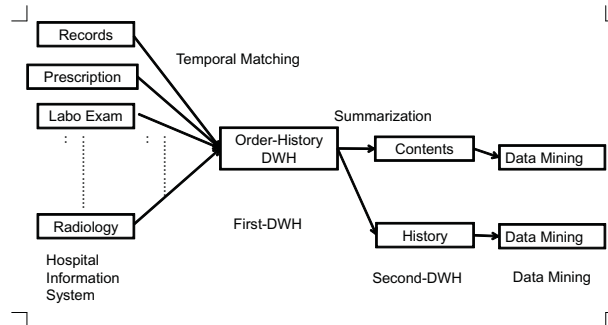 Records
Temporal Matching
Prescription
Labo Exam
Summarization
: :
Order-History
DWH
Contents
Data Mining
Radiology
First-DWH
History
Data Mining
Hospital
Information
System
Second-DWH
Data Mining